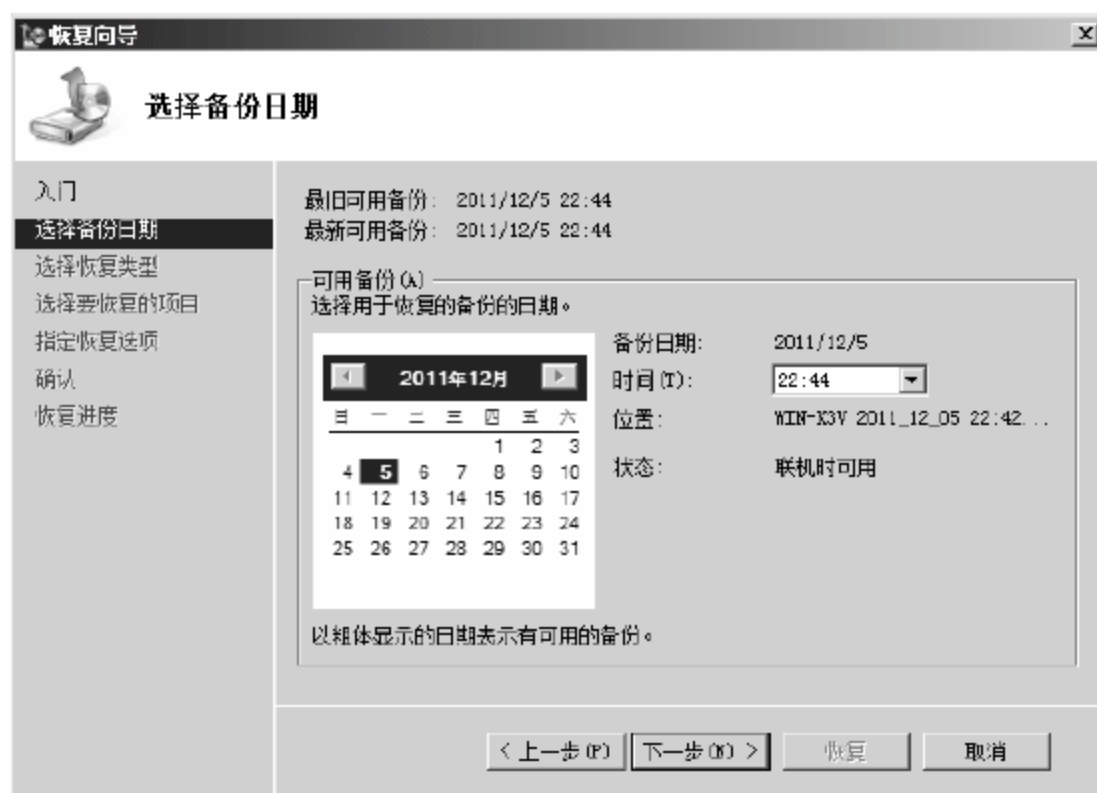 恢复向导
选择备份日期
入门
选择备份日期
选择恢复类型
选择要恢复的项目
指定恢复选项
确认
恢复进度
最旧可用备份: 2011/12/5 22:44
最新可用备份: 2011/12/5 22:44
可用备份(A)
选择用于恢复的备份的日期。
2011年12月
日 一 二 三 四 五 六
1 2 3
4 5 6 7 8 9 10
11 12 13 14 15 16 17
18 19 20 21 22 23 24
25 26 27 28 29 30 31
备份日期: 2011/12/5
时间(T): 22:44
位置: WIN-K3V 2011_12_05 22:42...
状态: 联机时可用
以粗体显示的日期表示有可用的备份。
< 上一步(P) 下一步(N) > 恢复 取消